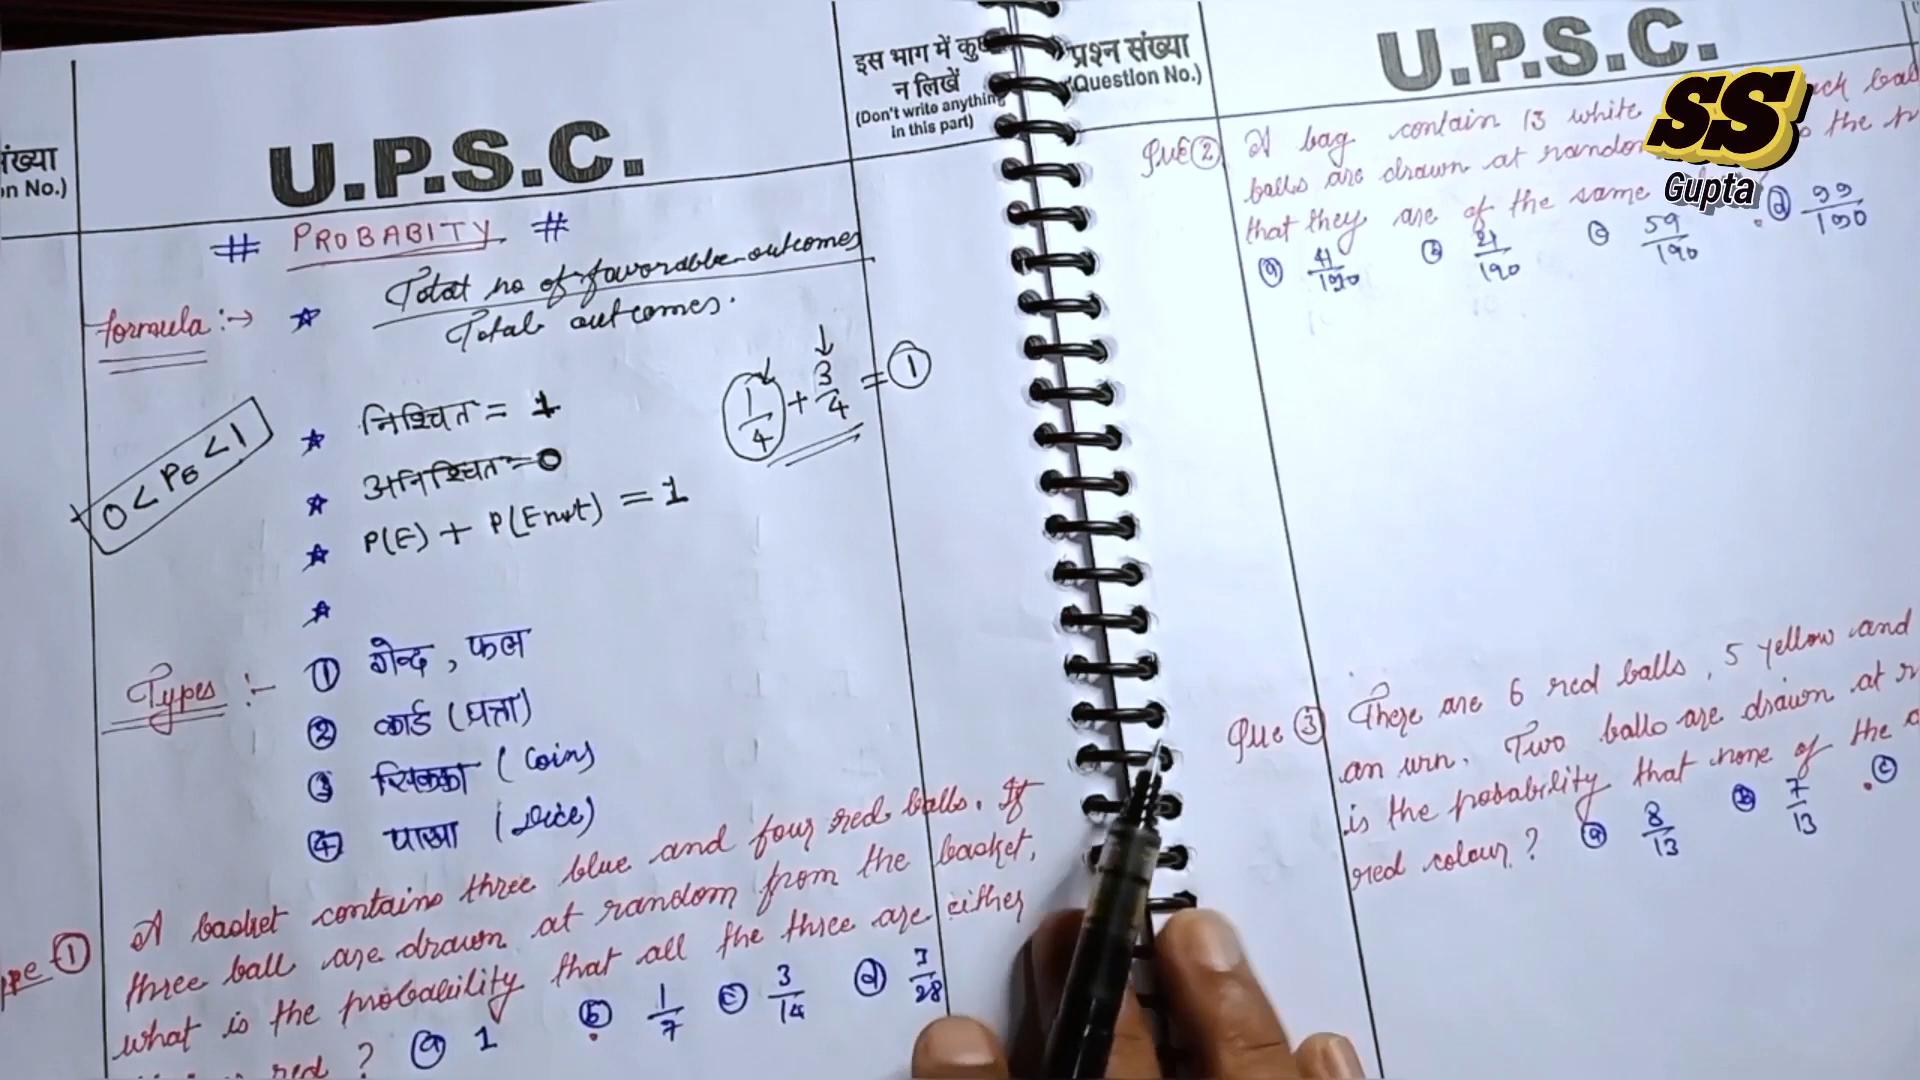 संख्या
n No.)
U.P.S.C.
इस भाग में कुछ
न लिखें
(Don't write anything
in this part)
# PROBABITY #
formula :→ Total no of favorable outcomes
Total outcomes.
0 < PE < 1
निश्चित = 1
अनिश्चित = 0
P(E) + P(E not) = 1
1/4 + 3/4 = 1
Types :-
① गेन्द , फल
② कार्ड (पत्ता)
③ सिक्का (Coins)
④ पासा (Dice)
① A basket contains three blue and four red balls. If
three ball are drawn at random from the basket,
what is the probability that all the three are either
red ? ⓐ 1 ⓑ 1/7 ⓒ 3/14 ⓓ 3/28
प्रश्न संख्या
(Question No.)
U.P.S.C.
SS
Gupta
Que ② A bag contain 13 white
balls are drawn at random the
that they are of the same
ⓐ 41/190 ⓑ 21/190 ⓒ 59/190 ⓓ 99/190
Que ③ There are 6 red balls, 5 yellow and
an urn. Two balls are drawn at
is the probability that none of the
red colour ? ⓐ 8/13 ⓑ 7/13 ⓒ